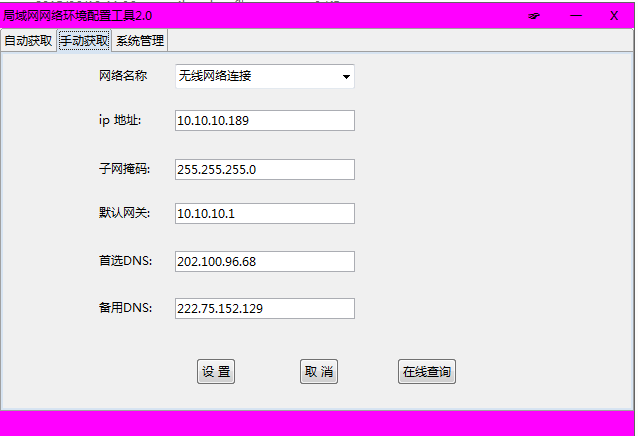 局域网网络环境配置工具2.0
自动获取 手动获取 系统管理
网络名称 无线网络连接
ip 地址: 10.10.10.189
子网掩码: 255.255.255.0
默认网关: 10.10.10.1
首选DNS: 202.100.96.68
备用DNS: 222.75.152.129
设 置 取 消 在线查询